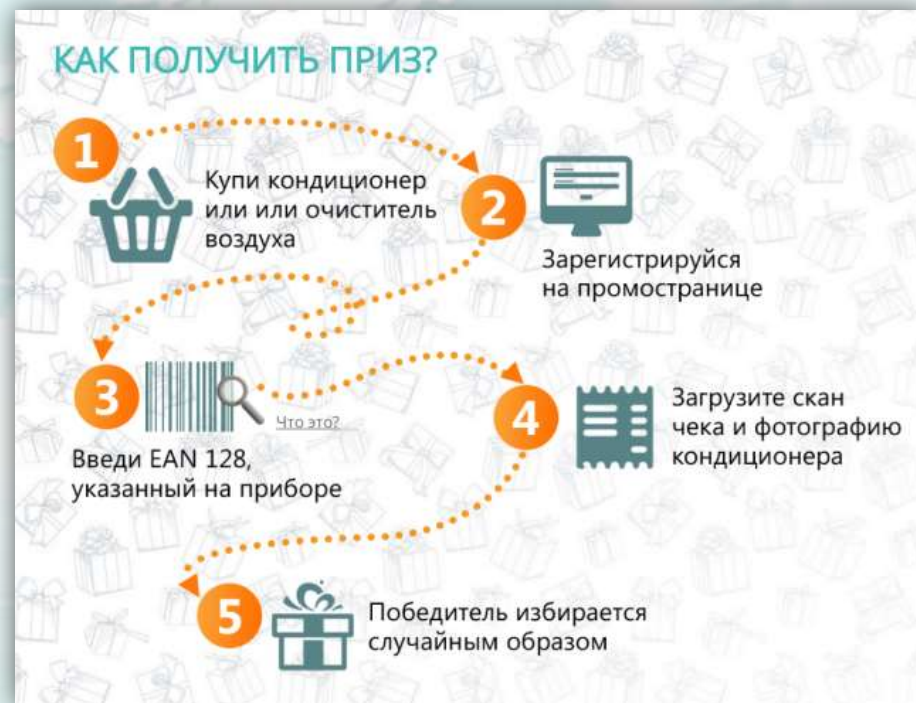 КАК ПОЛУЧИТЬ ПРИЗ?
1
Купи кондиционер
или или очиститель
воздуха
2
Зарегистрируйся
на промостранице
3
Что это?
Введи EAN 128,
указанный на приборе
4
Загрузите скан
чека и фотографию
кондиционера
5
Победитель избирается
случайным образом